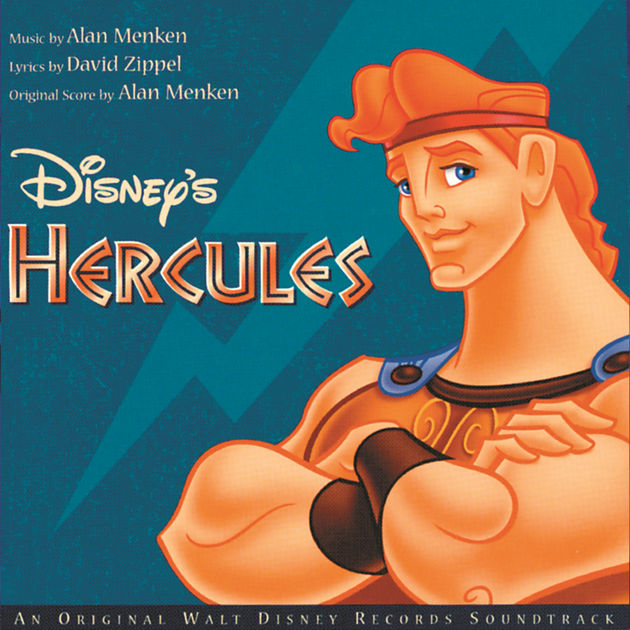 Music by Alan Menken
Lyrics by David Zippel
Original Score by Alan Menken
Disney's
HERCULES
AN ORIGINAL WALT DISNEY RECORDS SOUNDTRACK